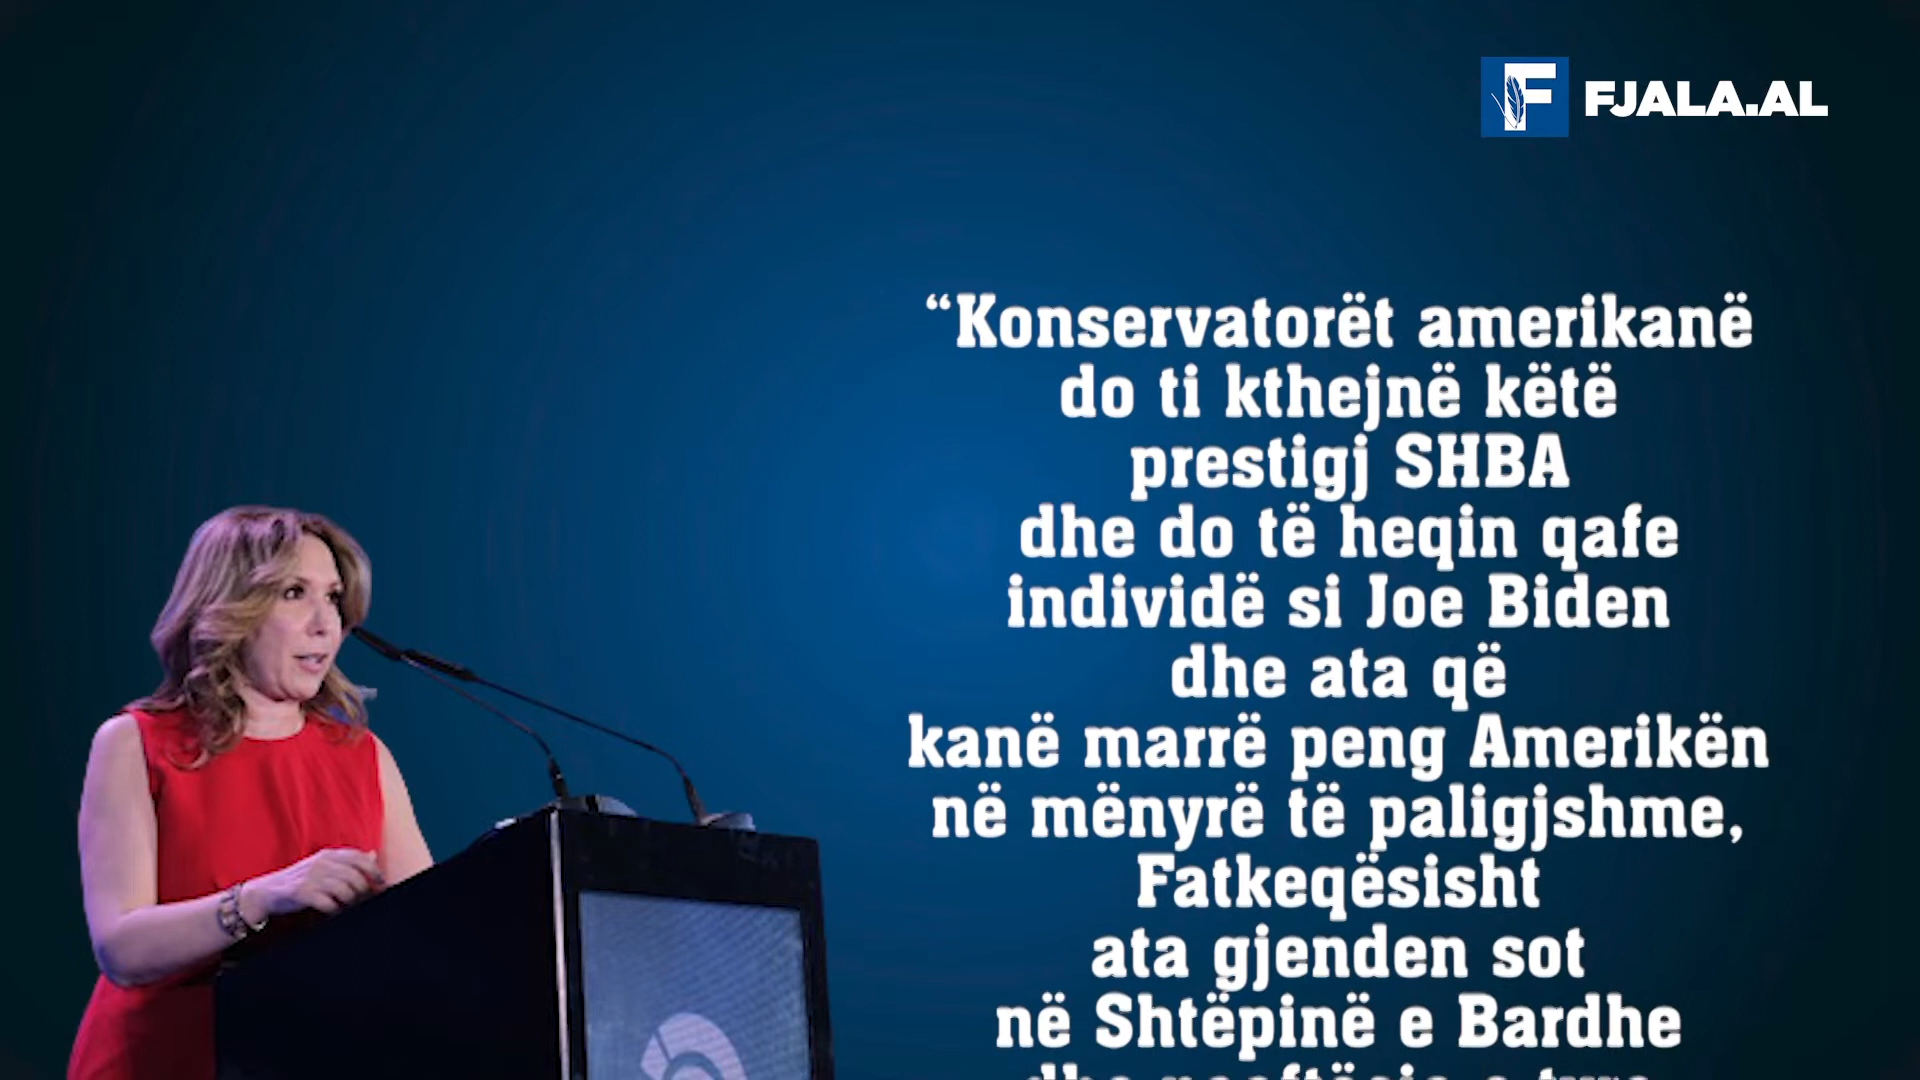 FJALA.AL
“Konservatorët amerikanë
do ti kthejnë këtë
prestigj SHBA
dhe do të heqin qafe
individë si Joe Biden
dhe ata që
kanë marrë peng Amerikën
në mënyrë të paligjshme,
Fatkeqësisht
ata gjenden sot
në Shtëpinë e Bardhe